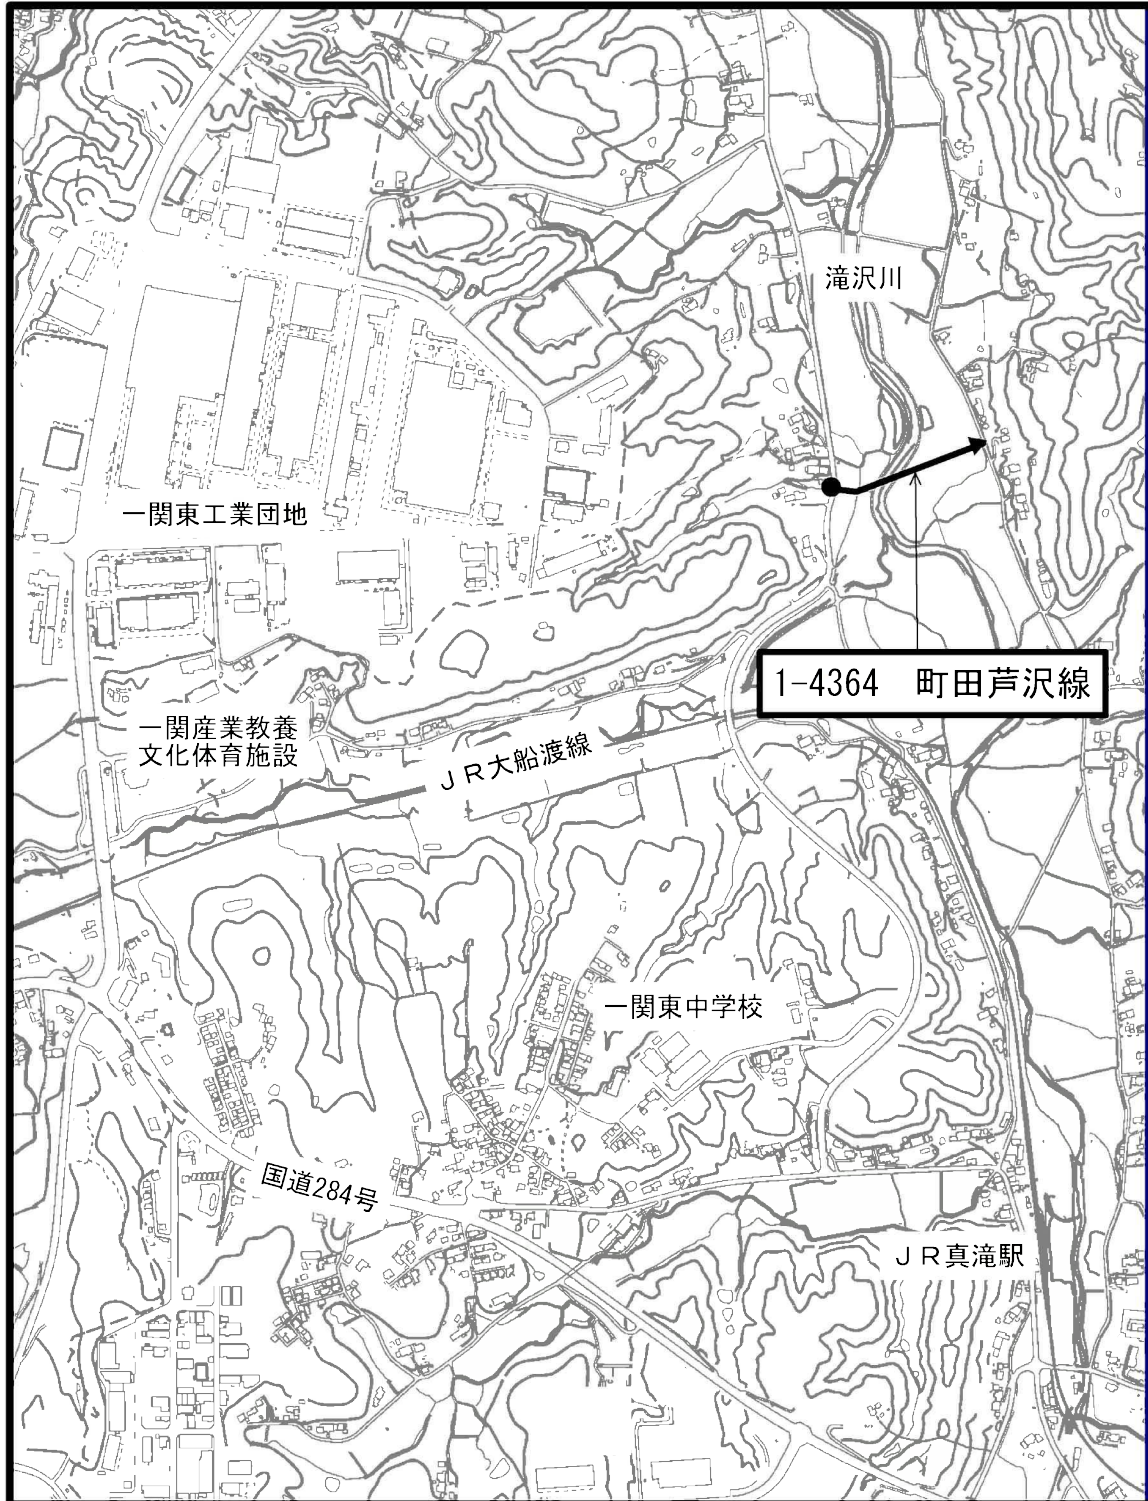 滝沢川
一関東工業団地
1-4364 町田芦沢線
一関産業教養
文化体育施設
ＪＲ大船渡線
一関東中学校
国道284号
ＪＲ真滝駅